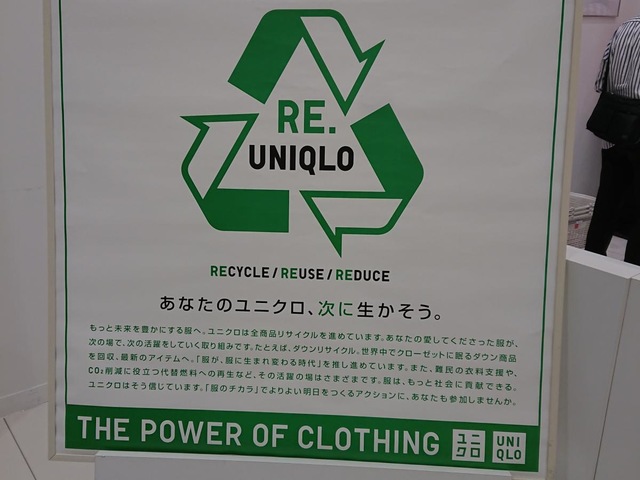 RE.
UNIQLO
RECYCLE / REUSE / REDUCE
あなたのユニクロ、次に生かそう。
もっと未来を豊かにする服へ。ユニクロは全商品リサイクルを進めています。あなたの愛してくださった服が、
次の場で、次の活躍をしていく取り組みです。たとえば、ダウンリサイクル。世界中でクローゼットに眠るダウン商品
を回収、最新のアイテムへ。「服が、服に生まれ変わる時代」を推し進めています。また、難民の衣料支援や、
CO₂削減に役立つ代替燃料への再生など、その活躍の場はさまざまです。服は、もっと社会に貢献できる。
ユニクロはそう信じています。「服のチカラ」でよりよい明日をつくるアクションに、あなたも参加しませんか。
THE POWER OF CLOTHING ユニクロ UNIQLO